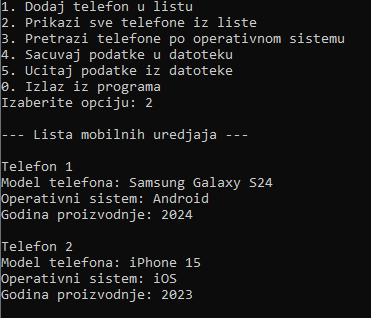 1. Dodaj telefon u listu
2. Prikazi sve telefone iz liste
3. Pretrazi telefone po operativnom sistemu
4. Sacuvaj podatke u datoteku
5. Ucitaj podatke iz datoteke
0. Izlaz iz programa
Izaberite opciju: 2
--- Lista mobilnih uredjaja ---
Telefon 1
Model telefona: Samsung Galaxy S24
Operativni sistem: Android
Godina proizvodnje: 2024
Telefon 2
Model telefona: iPhone 15
Operativni sistem: iOS
Godina proizvodnje: 2023